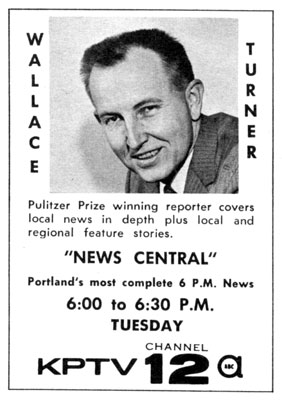 WALLACE
TURNER
Pulitzer Prize winning reporter covers
local news in depth plus local and
regional feature stories.
"NEWS CENTRAL"
Portland's most complete 6 P.M. News
6:00 to 6:30 P.M.
TUESDAY
CHANNEL
KPTV 12 a
ABC